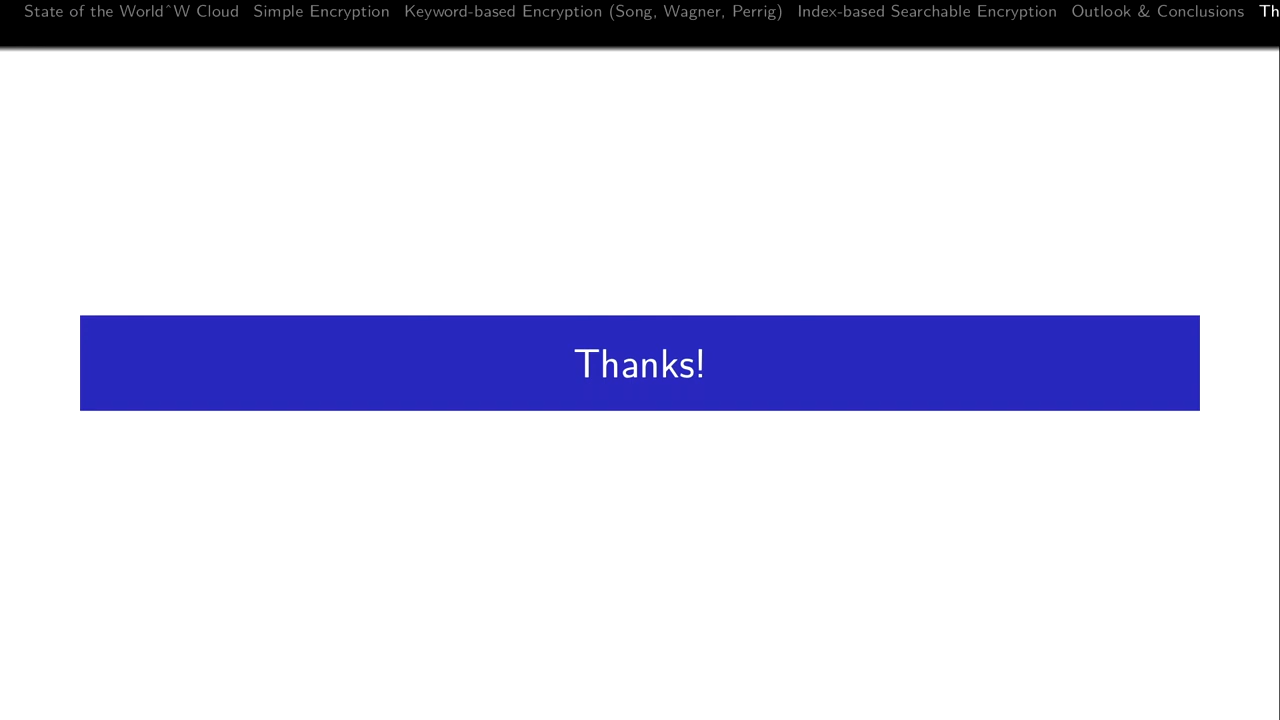 State of the World^W Cloud Simple Encryption Keyword-based Encryption (Song, Wagner, Perrig) Index-based Searchable Encryption Outlook & Conclusions Th
Thanks!